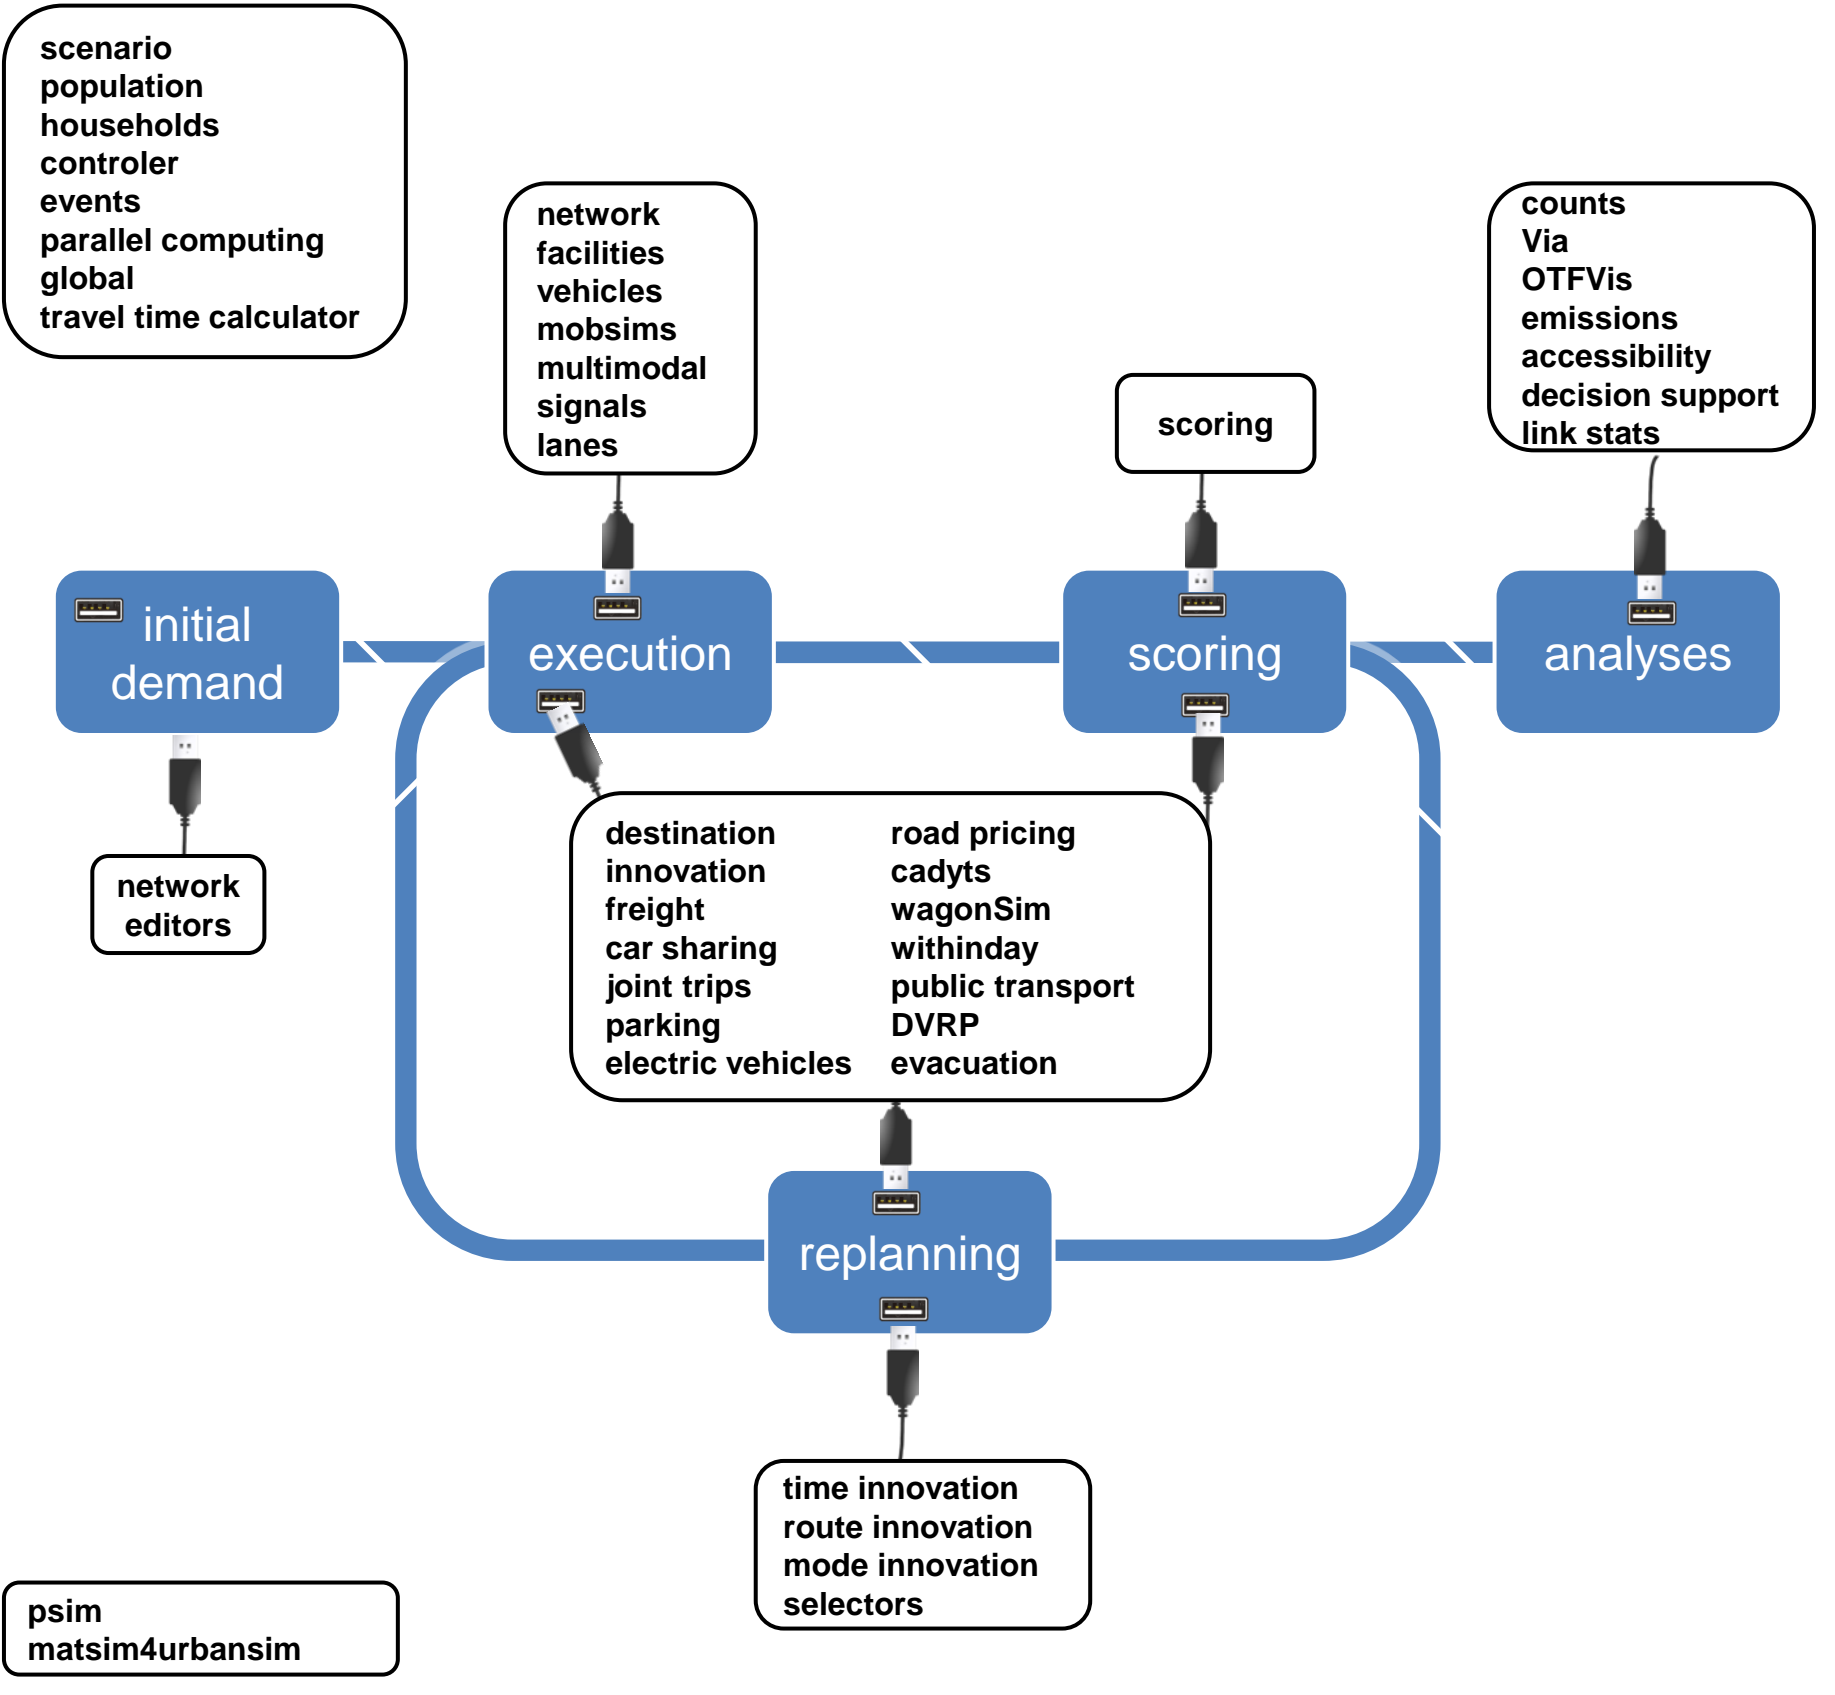 scenario
population
households
controler
events
parallel computing
global
travel time calculator
network
facilities
vehicles
mobsims
multimodal
signals
lanes
scoring
counts
Via
OTFVis
emissions
accessibility
decision support
link stats
initial
demand
execution
scoring
analyses
network
editors
destination
innovation
freight
car sharing
joint trips
parking
electric vehicles
road pricing
cadyts
wagonSim
withinday
public transport
DVRP
evacuation
replanning
time innovation
route innovation
mode innovation
selectors
psim
matsim4urbansim